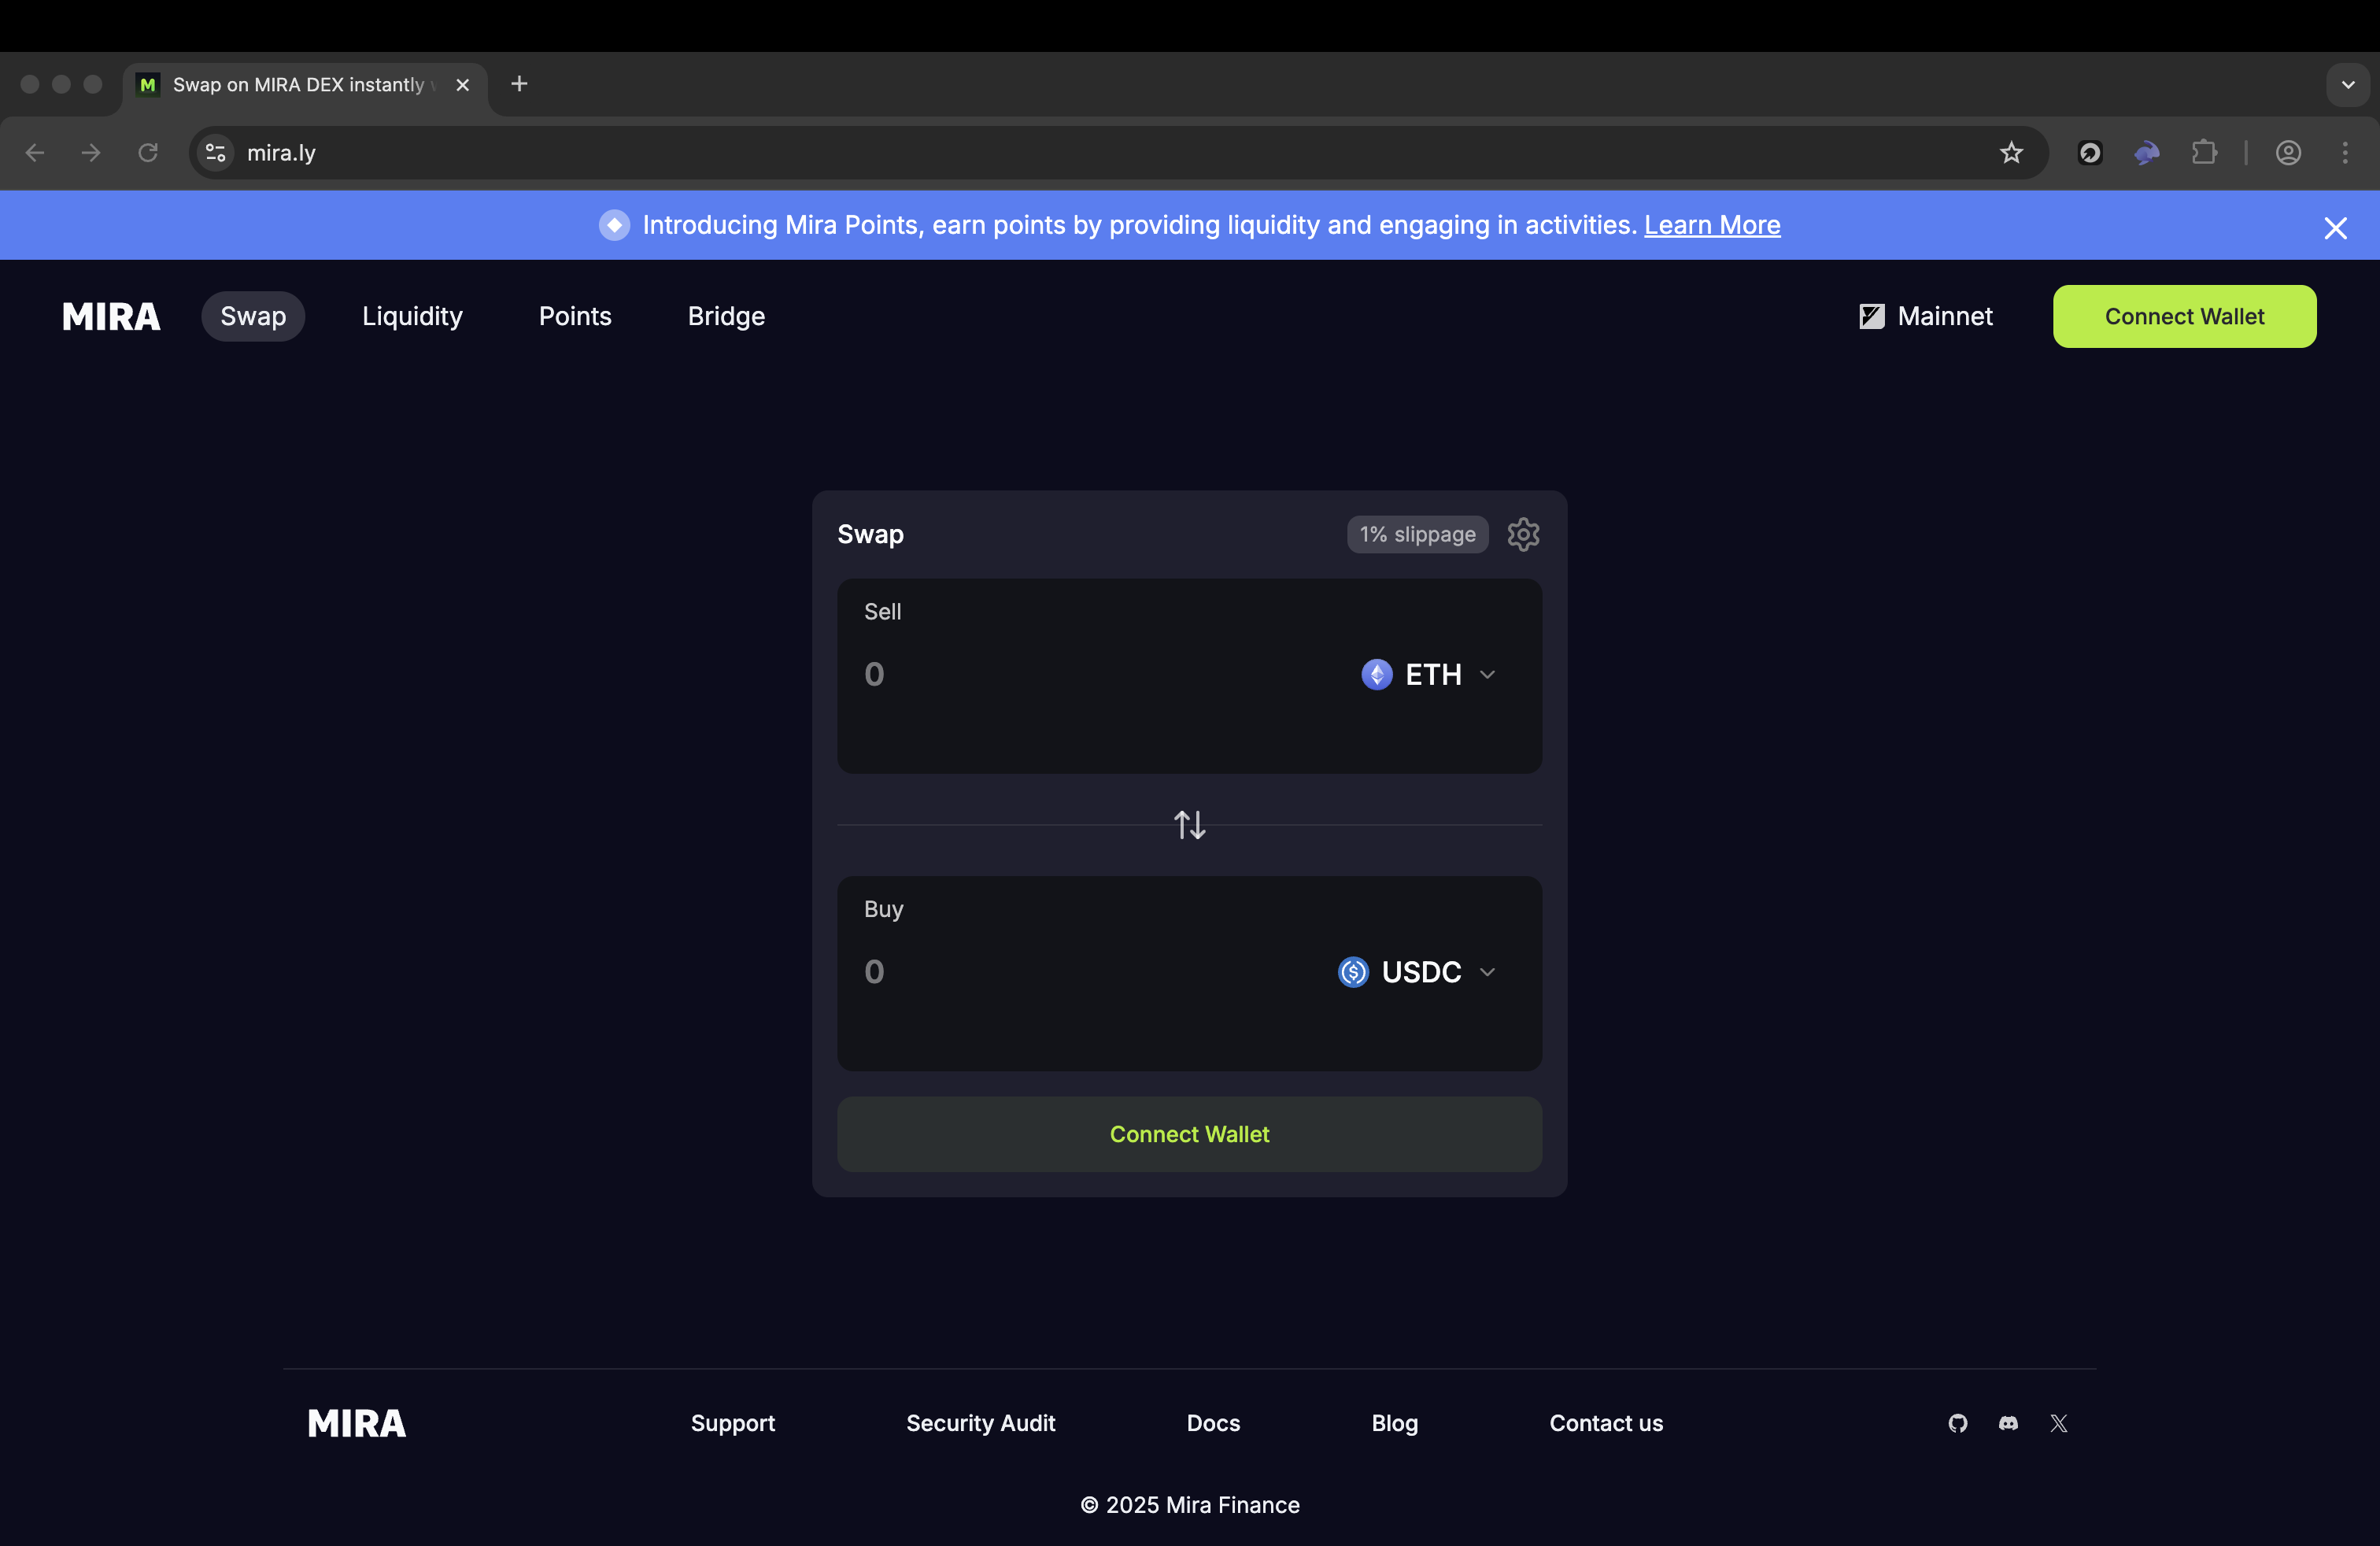 Swap on MIRA DEX instantly
mira.ly
Introducing Mira Points, earn points by providing liquidity and engaging in activities. Learn More
MIRA Swap Liquidity Points Bridge Mainnet Connect Wallet
Swap 1% slippage
Sell
0 ETH
Buy
0 USDC
Connect Wallet
MIRA Support Security Audit Docs Blog Contact us
© 2025 Mira Finance